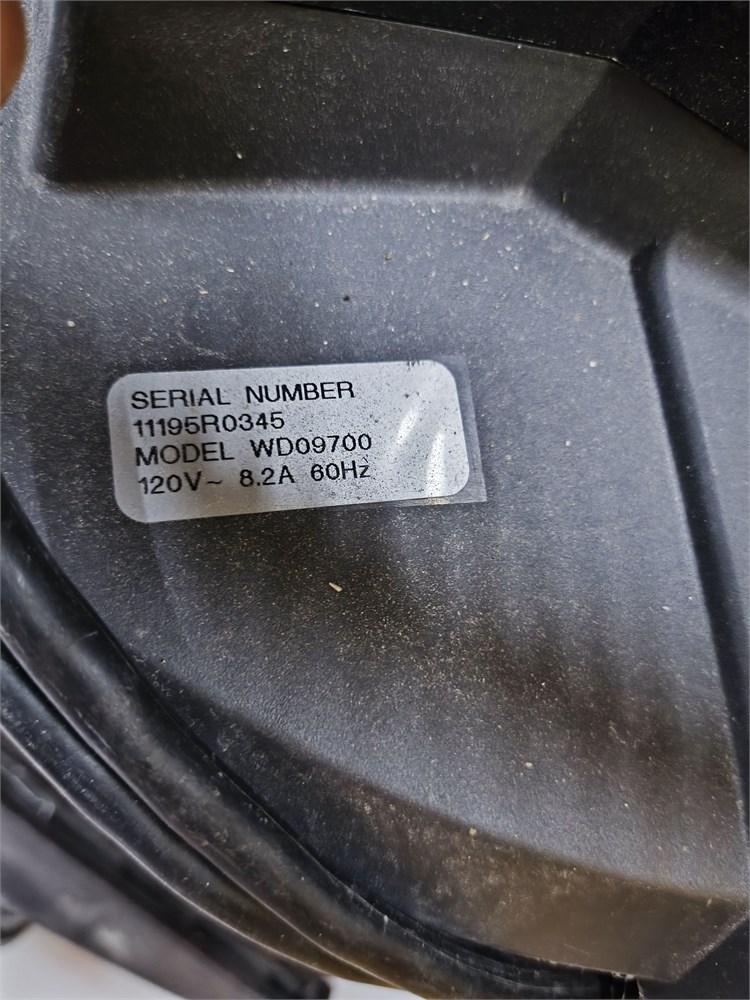 SERIAL NUMBER
11195R0345
MODEL WD09700
120V~ 8.2A 60Hz